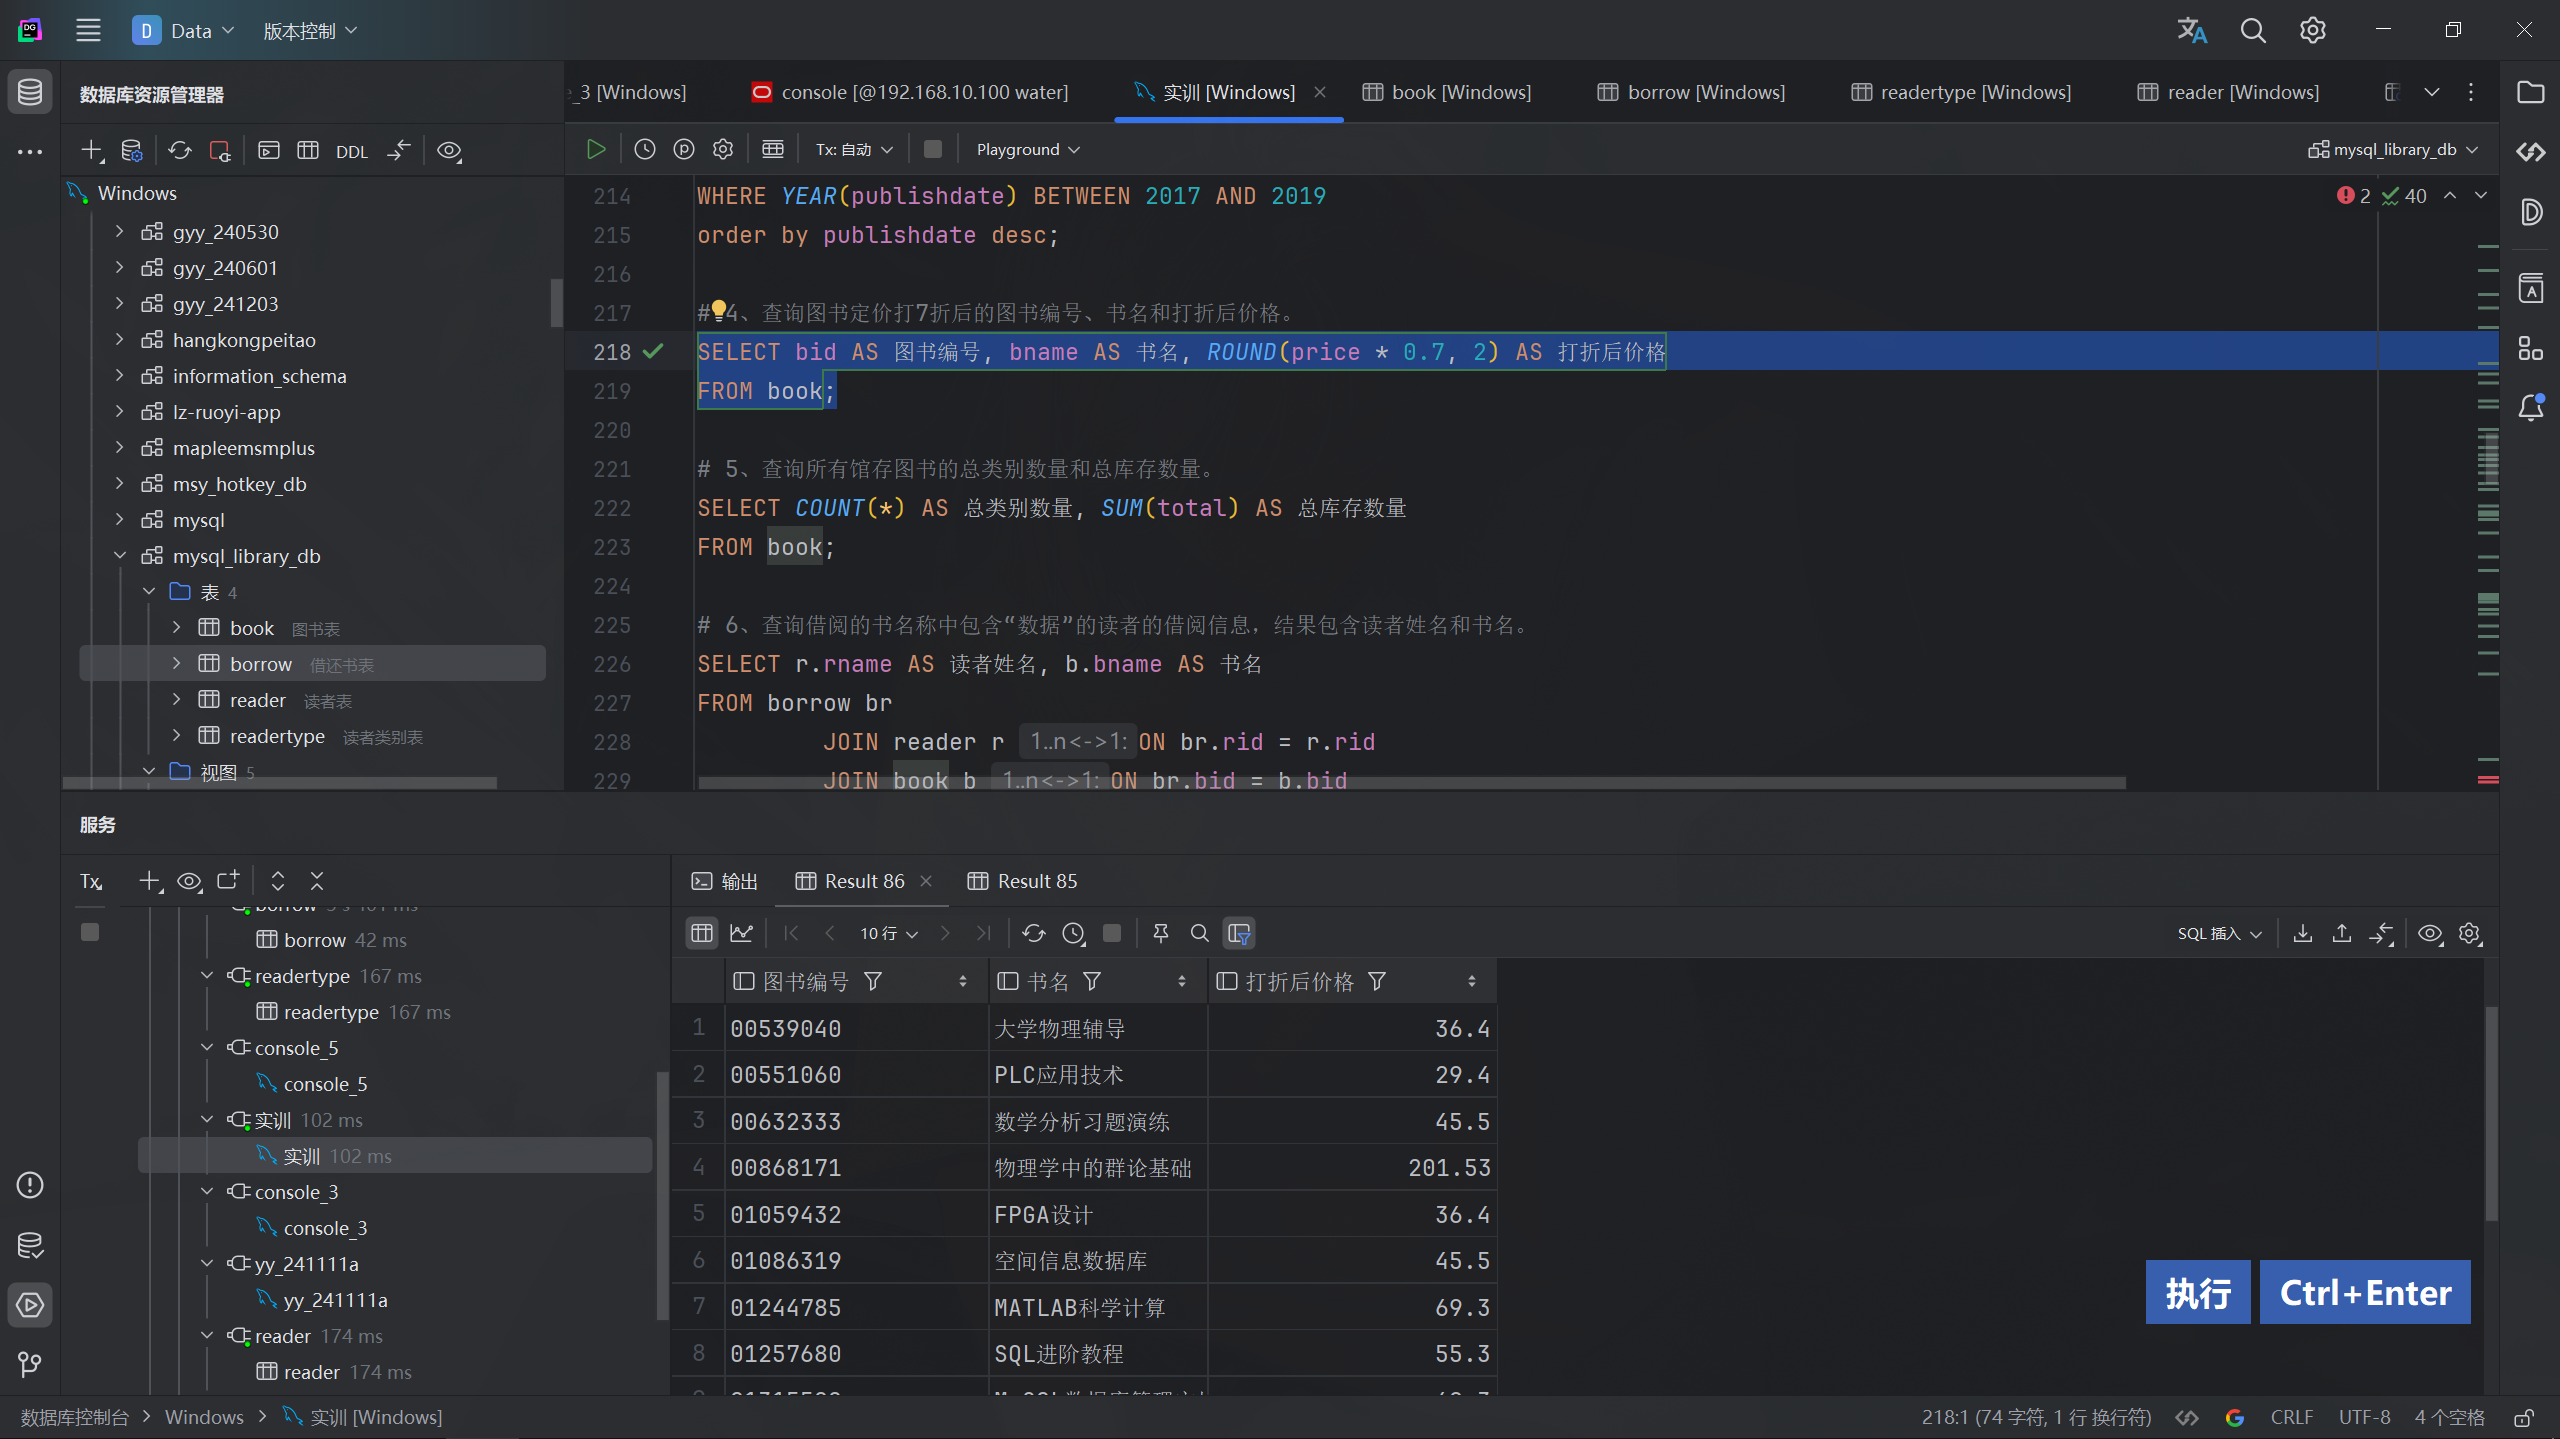 D Data 版本控制
数据库资源管理器
_3 [Windows] console [@192.168.10.100 water] 实训 [Windows] book [Windows] borrow [Windows] readertype [Windows] reader [Windows]
DDL
Tx: 自动 Playground mysql_library_db
Windows
gyy_240530
gyy_240601
gyy_241203
hangkongpeitao
information_schema
lz-ruoyi-app
mapleemsmplus
msy_hotkey_db
mysql
mysql_library_db
表 4
book 图书表
borrow 借还书表
reader 读者表
readertype 读者类别表
视图 5
2 40
214 WHERE YEAR(publishdate) BETWEEN 2017 AND 2019
215 order by publishdate desc;
216
217 # 4、查询图书定价打7折后的图书编号、书名和打折后价格。
218 SELECT bid AS 图书编号, bname AS 书名, ROUND(price * 0.7, 2) AS 打折后价格
219 FROM book;
220
221 # 5、查询所有馆存图书的总类别数量和总库存数量。
222 SELECT COUNT(*) AS 总类别数量, SUM(total) AS 总库存数量
223 FROM book;
224
225 # 6、查询借阅的书名称中包含“数据”的读者的借阅信息，结果包含读者姓名和书名。
226 SELECT r.rname AS 读者姓名, b.bname AS 书名
227 FROM borrow br
228 JOIN reader r 1..n<->1: ON br.rid = r.rid
229 JOIN book b 1..n<->1: ON br.bid = b.bid
服务
Tx
borrow 42 ms
readertype 167 ms
readertype 167 ms
console_5
console_5
实训 102 ms
实训 102 ms
console_3
console_3
yy_241111a
yy_241111a
reader 174 ms
reader 174 ms
输出 Result 86 Result 85
10 行 SQL 插入
图书编号 书名 打折后价格
1 00539040 大学物理辅导 36.4
2 00551060 PLC应用技术 29.4
3 00632333 数学分析习题演练 45.5
4 00868171 物理学中的群论基础 201.53
5 01059432 FPGA设计 36.4
6 01086319 空间信息数据库 45.5
7 01244785 MATLAB科学计算 69.3
8 01257680 SQL进阶教程 55.3
执行 Ctrl+Enter
数据库控制台 Windows 实训 [Windows]
218:1 (74 字符, 1 行 换行符) CRLF UTF-8 4 个空格